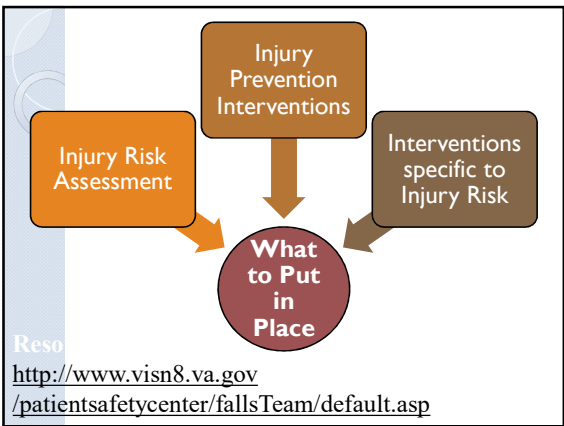 Injury
Prevention
Interventions
Injury Risk
Assessment
Interventions
specific to
Injury Risk
What
to Put
in
Place
Reso
http://www.visn8.va.gov
/patientsafetycenter/fallsTeam/default.asp